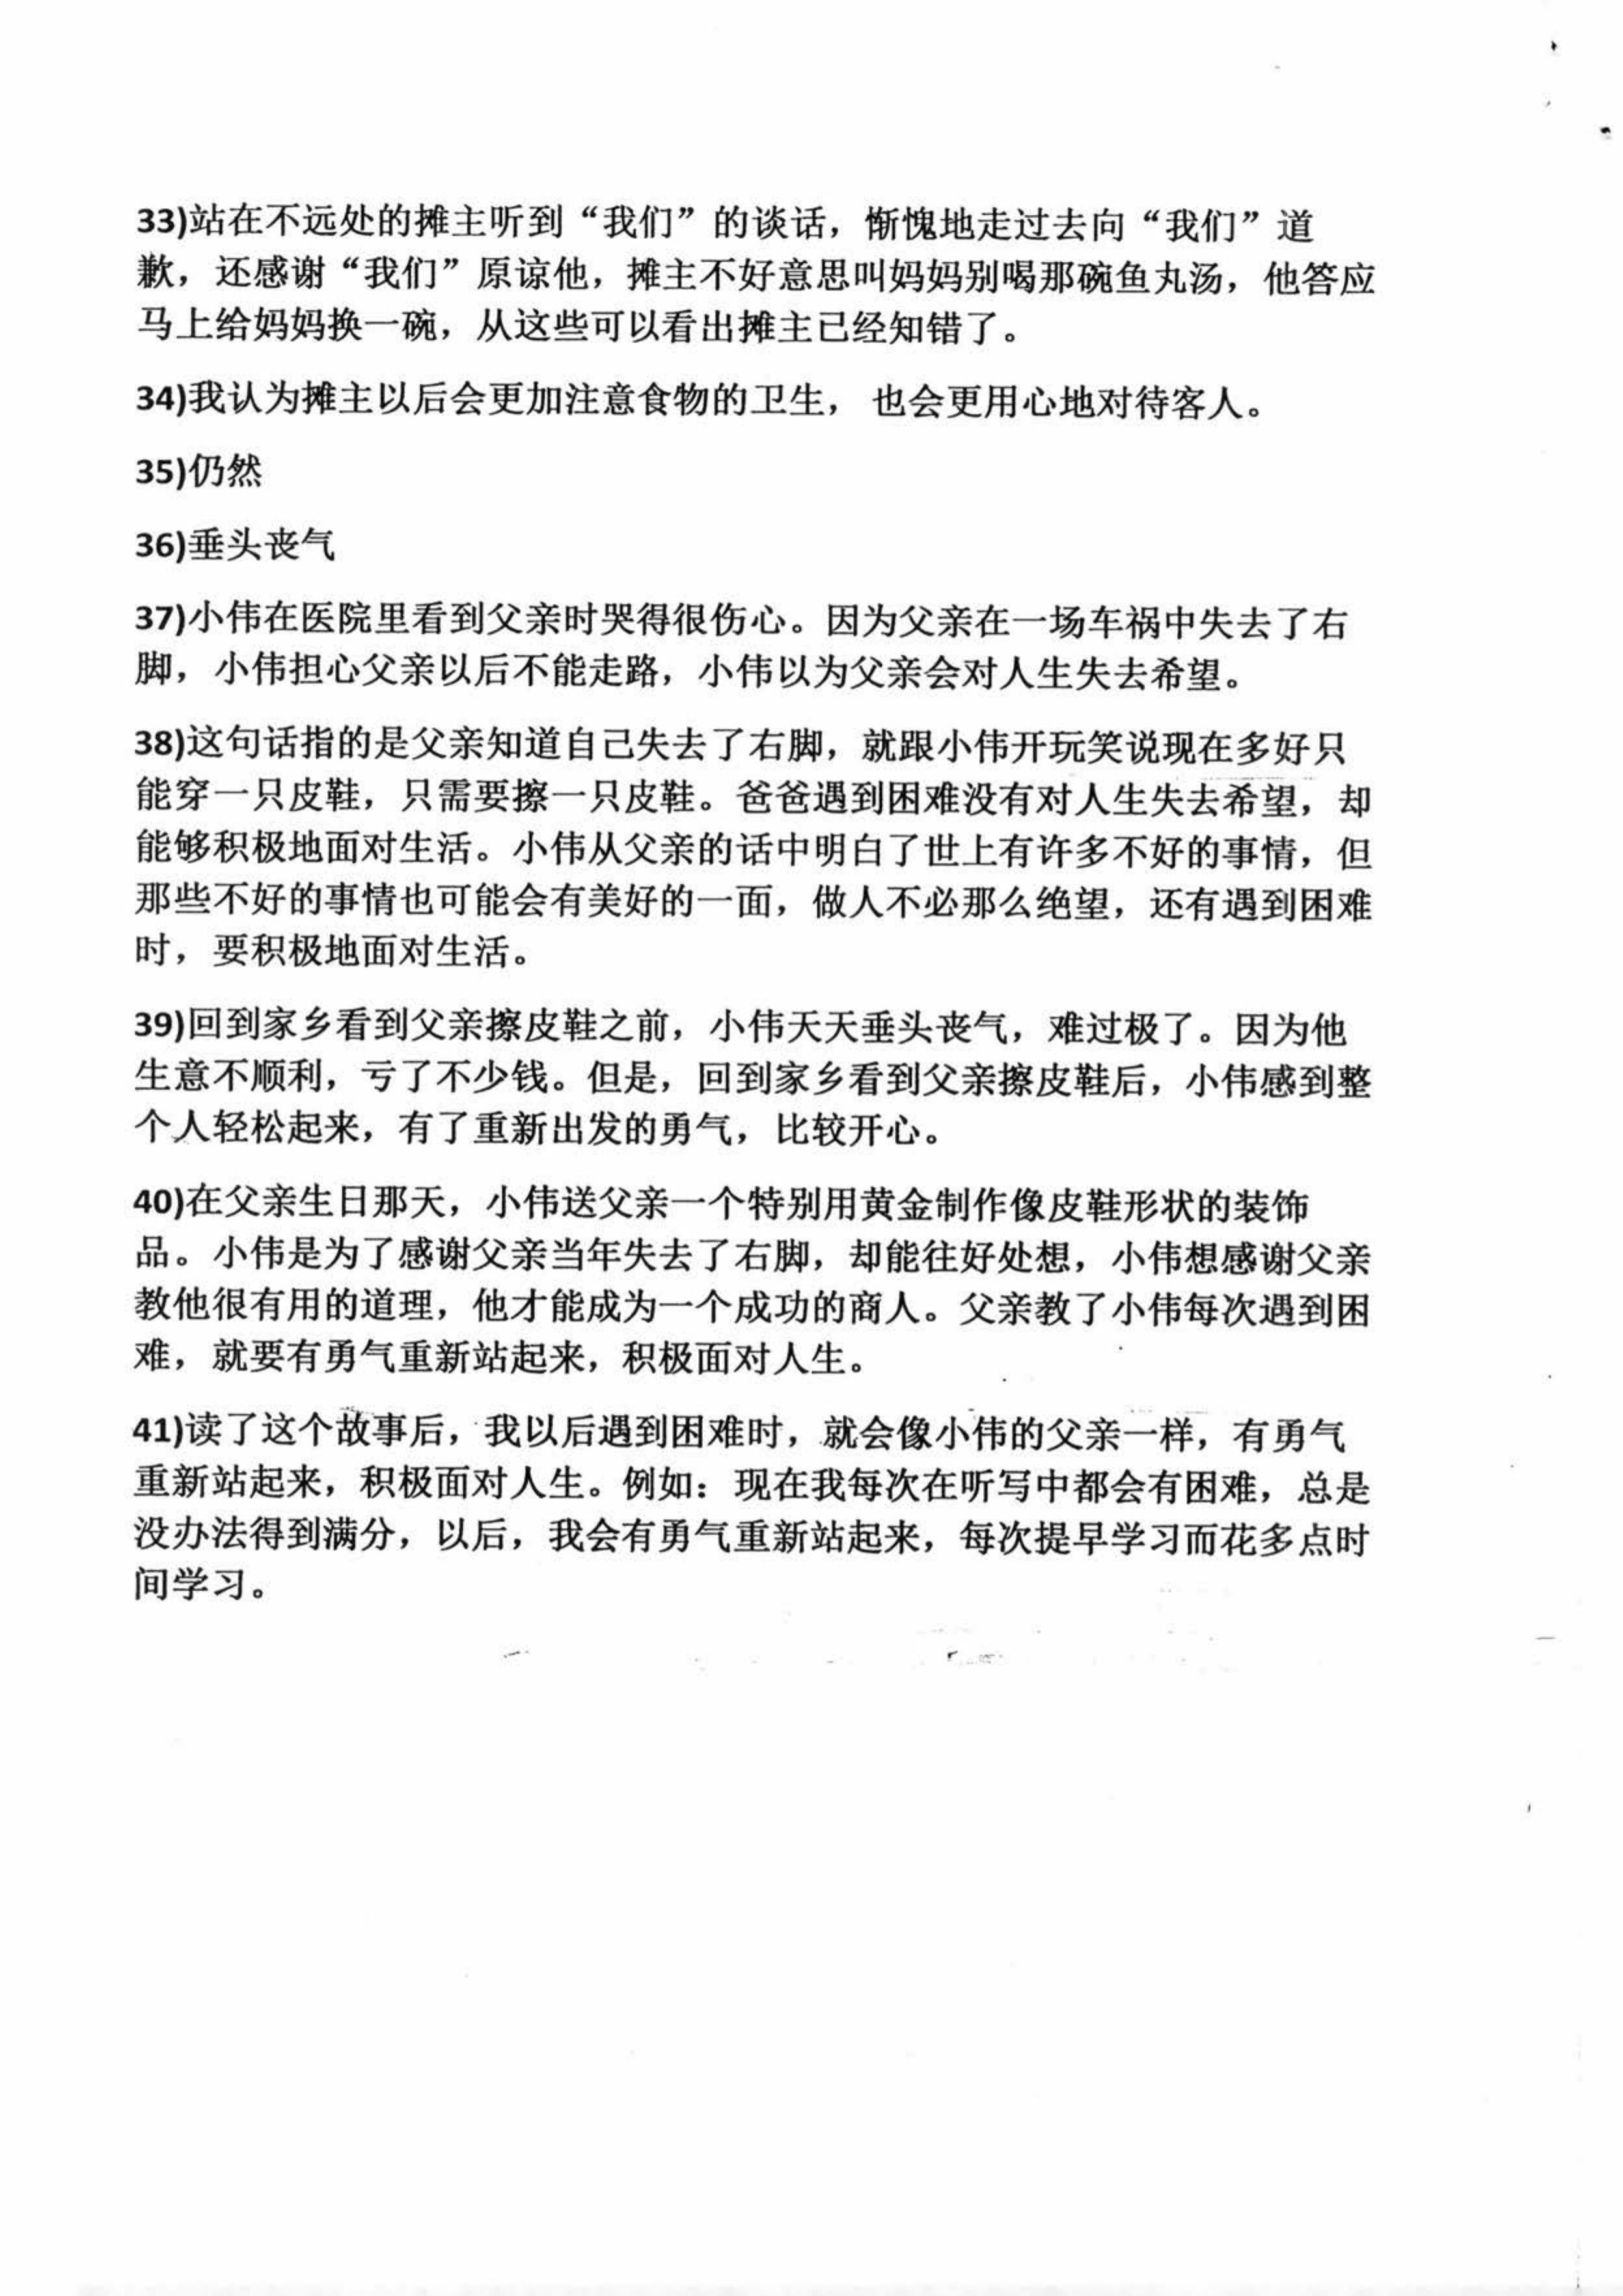 33)站在不远处的摊主听到“我们”的谈话，惭愧地走过去向“我们”道
歉，还感谢“我们”原谅他，摊主不好意思叫妈妈别喝那碗鱼丸汤，他答应
马上给妈妈换一碗，从这些可以看出摊主已经知错了。
34)我认为摊主以后会更加注意食物的卫生， 也会更用心地对待客人。
35)仍然
36)垂头丧气
37)小伟在医院里看到父亲时哭得很伤心。因为父亲在一场车祸中失去了右
脚，小伟担心父亲以后不能走路，小伟以为父亲会对人生失去希望。
38)这句话指的是父亲知道自己失去了右脚，就跟小伟开玩笑说现在多好只
能穿一只皮鞋，只需要擦一只皮鞋。爸爸遇到困难没有对人生失去希望，却
能够积极地面对生活。小伟从父亲的话中明白了世上有许多不好的事情，但
那些不好的事情也可能会有美好的一面，做人不必那么绝望，还有遇到困难
时，要积极地面对生活。
39)回到家乡看到父亲擦皮鞋之前，小伟天天垂头丧气，难过极了。因为他
生意不顺利，亏了不少钱。但是，回到家乡看到父亲擦皮鞋后，小伟感到整
个人轻松起来，有了重新出发的勇气，比较开心。
40)在父亲生日那天，小伟送父亲一个特别用黄金制作像皮鞋形状的装饰
品。小伟是为了感谢父亲当年失去了右脚，却能往好处想，小伟想感谢父亲
教他很有用的道理，他才能成为一个成功的商人。父亲教了小伟每次遇到困
难，就要有勇气重新站起来，积极面对人生。
41)读了这个故事后，我以后遇到困难时，就会像小伟的父亲一样，有勇气
重新站起来，积极面对人生。例如：现在我每次在听写中都会有困难，总是
没办法得到满分，以后，我会有勇气重新站起来，每次提早学习而花多点时
间学习。